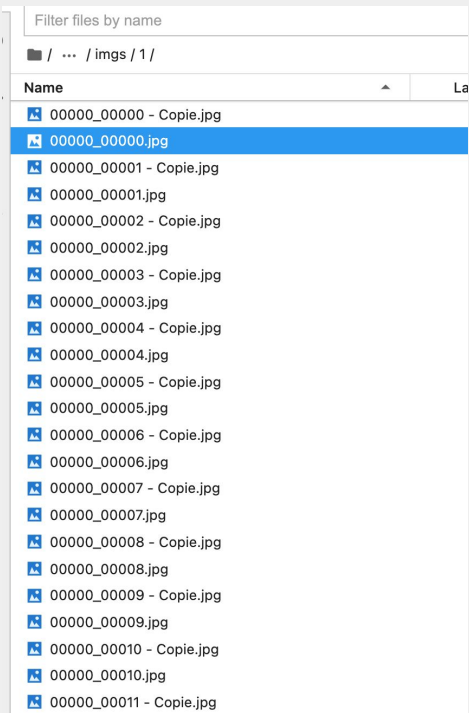 Filter files by name
/ ··· / imgs / 1 /
Name La
00000_00000 - Copie.jpg
00000_00000.jpg
00000_00001 - Copie.jpg
00000_00001.jpg
00000_00002 - Copie.jpg
00000_00002.jpg
00000_00003 - Copie.jpg
00000_00003.jpg
00000_00004 - Copie.jpg
00000_00004.jpg
00000_00005 - Copie.jpg
00000_00005.jpg
00000_00006 - Copie.jpg
00000_00006.jpg
00000_00007 - Copie.jpg
00000_00007.jpg
00000_00008 - Copie.jpg
00000_00008.jpg
00000_00009 - Copie.jpg
00000_00009.jpg
00000_00010 - Copie.jpg
00000_00010.jpg
00000_00011 - Copie.jpg